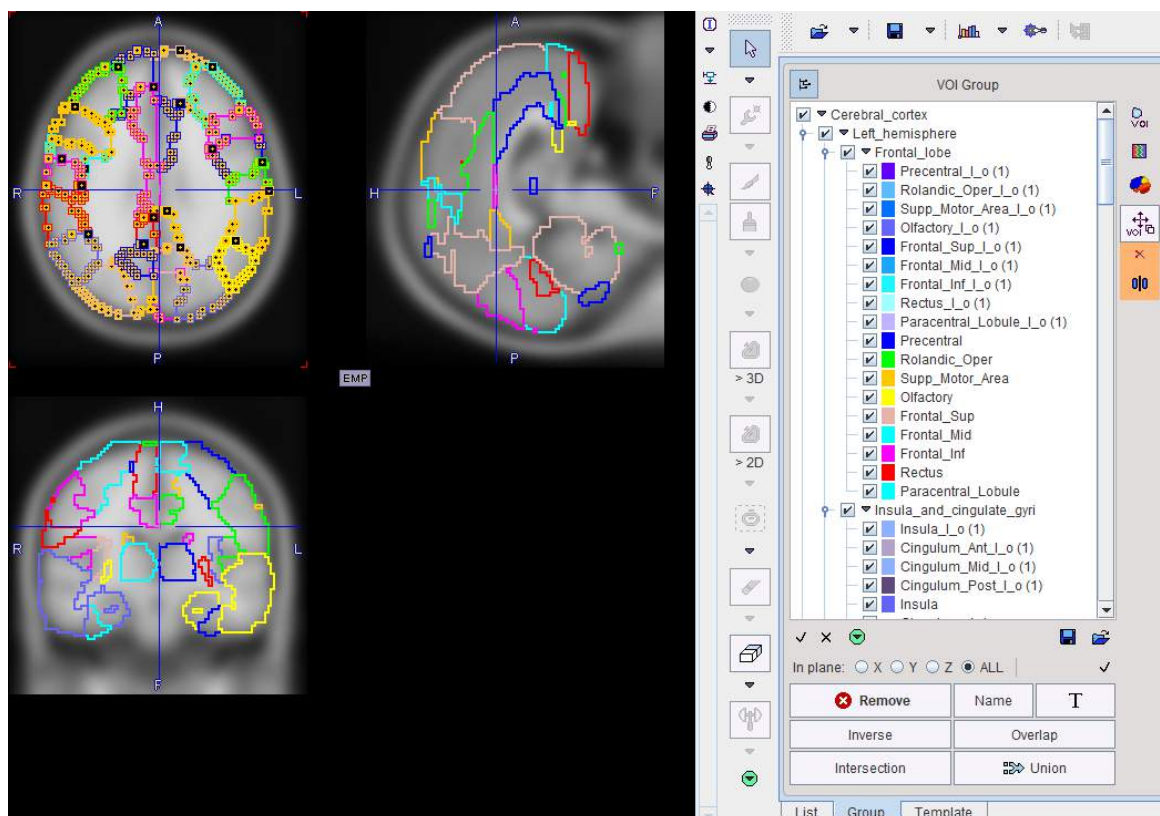 A
R
L
P
H
F
P
EMP
H
R
L
F
> 3D
> 2D
VOI Group
Cerebral_cortex
Left_hemisphere
Frontal_lobe
Precentral_l_o (1)
Rolandic_Oper_l_o (1)
Supp_Motor_Area_l_o (1)
Olfactory_l_o (1)
Frontal_Sup_l_o (1)
Frontal_Mid_l_o (1)
Frontal_Inf_l_o (1)
Rectus_l_o (1)
Paracentral_Lobule_l_o (1)
Precentral
Rolandic_Oper
Supp_Motor_Area
Olfactory
Frontal_Sup
Frontal_Mid
Frontal_Inf
Rectus
Paracentral_Lobule
Insula_and_cingulate_gyri
Insula_l_o (1)
Cingulum_Ant_l_o (1)
Cingulum_Mid_l_o (1)
Cingulum_Post_l_o (1)
Insula
VOI
VOI
In plane: X Y Z ALL
Remove Name T
Inverse Overlap
Intersection Union
List Group Template